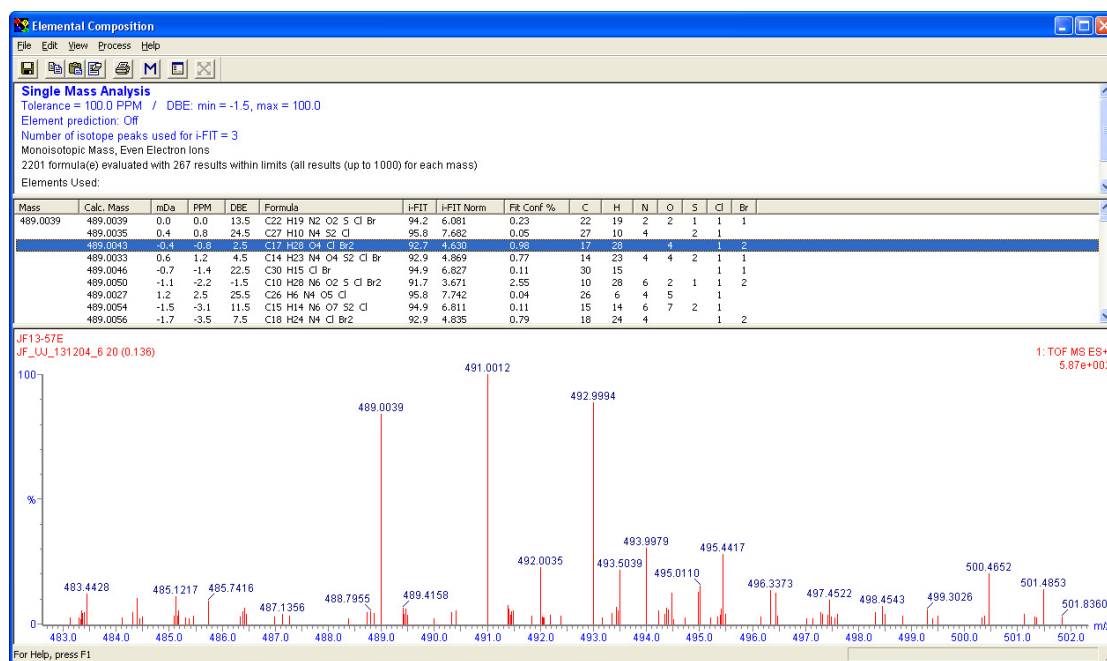 Elemental Composition
File Edit View Process Help
Single Mass Analysis
Tolerance = 100.0 PPM / DBE: min = -1.5, max = 100.0
Element prediction: Off
Number of isotope peaks used for i-FIT = 3
Monoisotopic Mass, Even Electron Ions
2201 formula(e) evaluated with 267 results within limits (all results (up to 1000) for each mass)
Elements Used:
Mass Calc. Mass mDa PPM DBE Formula i-FIT i-FIT Norm Fit Conf % C H N O S Cl Br
489.0039 489.0039 0.0 0.0 13.5 C22 H19 N2 O2 S Cl Br 94.2 6.081 0.23 22 19 2 2 1 1 1
489.0035 0.4 0.8 24.5 C27 H10 N4 S2 Cl 95.8 7.682 0.05 27 10 4 2 1
489.0043 -0.4 -0.8 2.5 C17 H28 O4 Cl Br2 92.7 4.630 0.98 17 28 4 1 2
489.0033 0.6 1.2 4.5 C14 H23 N4 O4 S2 Cl Br 92.9 4.869 0.77 14 23 4 4 2 1 1
489.0046 -0.7 -1.4 22.5 C30 H15 Cl Br 94.9 6.827 0.11 30 15 1 1
489.0050 -1.1 -2.2 -1.5 C10 H28 N6 O2 S Cl Br2 91.7 3.671 2.55 10 28 6 2 1 1 2
489.0027 1.2 2.5 25.5 C26 H6 N4 O5 Cl 95.8 7.742 0.04 26 6 4 5 1
489.0054 -1.5 -3.1 11.5 C15 H14 N6 O7 S2 Cl 94.9 6.811 0.11 15 14 6 7 2 1
489.0056 -1.7 -3.5 7.5 C18 H24 N4 Cl Br2 92.9 4.835 0.79 18 24 4 1 2
JF13-57E
JF_UJ_131204_6 20 (0.136)
1: TOF MS ES+
5.87e+002
100
%
0
491.0012
492.9994
489.0039
493.9979
495.4417
492.0035
493.5039
495.0110
500.4652
501.4853
496.3373
483.4428
485.1217
485.7416
487.1356
488.7955
489.4158
497.4522
498.4543
499.3026
501.8360
483.0 484.0 485.0 486.0 487.0 488.0 489.0 490.0 491.0 492.0 493.0 494.0 495.0 496.0 497.0 498.0 499.0 500.0 501.0 502.0
m/z
For Help, press F1